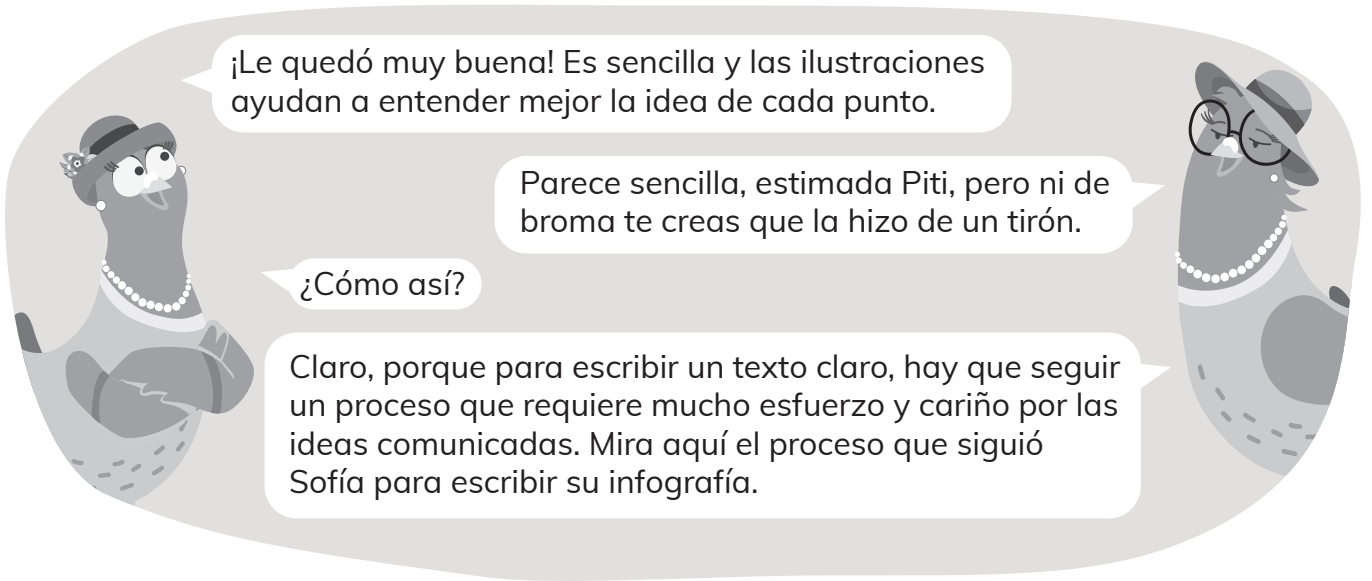 ¡Le quedó muy buena! Es sencilla y las ilustraciones
ayudan a entender mejor la idea de cada punto.
Parece sencilla, estimada Piti, pero ni de
broma te creas que la hizo de un tirón.
¿Cómo así?
Claro, porque para escribir un texto claro, hay que seguir
un proceso que requiere mucho esfuerzo y cariño por las
ideas comunicadas. Mira aquí el proceso que siguió
Sofía para escribir su infografía.